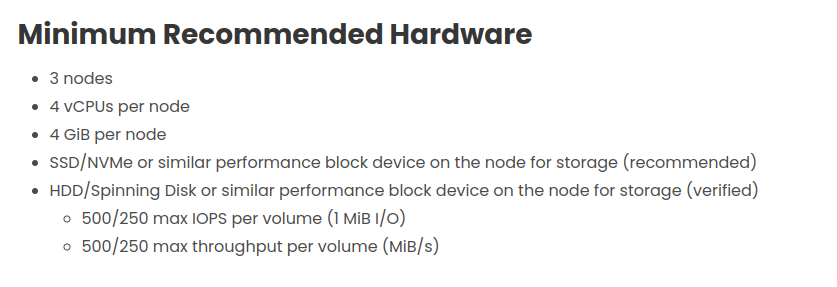 Minimum Recommended Hardware
3 nodes
4 vCPUs per node
4 GiB per node
SSD/NVMe or similar performance block device on the node for storage (recommended)
HDD/Spinning Disk or similar performance block device on the node for storage (verified)
500/250 max IOPS per volume (1 MiB I/O)
500/250 max throughput per volume (MiB/s)